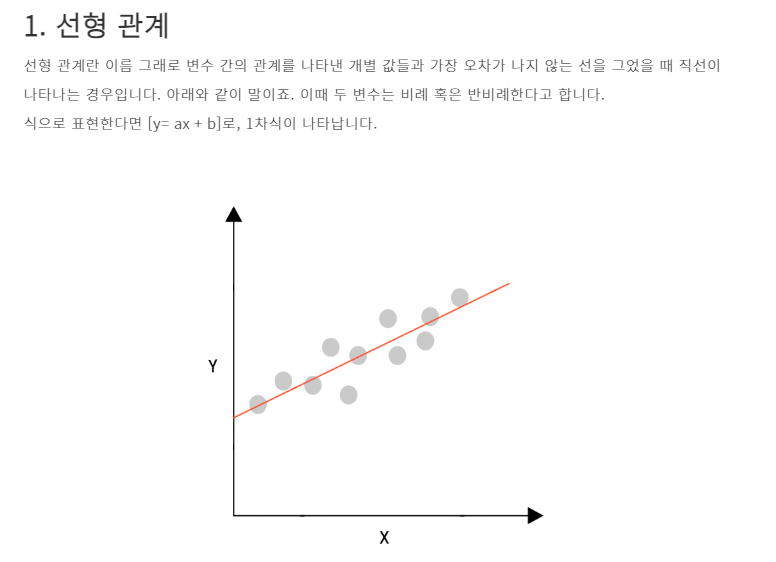 1. 선형 관계
선형 관계란 이름 그래로 변수 간의 관계를 나타낸 개별 값들과 가장 오차가 나지 않는 선을 그었을 때 직선이
나타나는 경우입니다. 아래와 같이 말이죠. 이때 두 변수는 비례 혹은 반비례한다고 합니다.
식으로 표현한다면 [y= ax + b]로, 1차식이 나타납니다.
Y
X